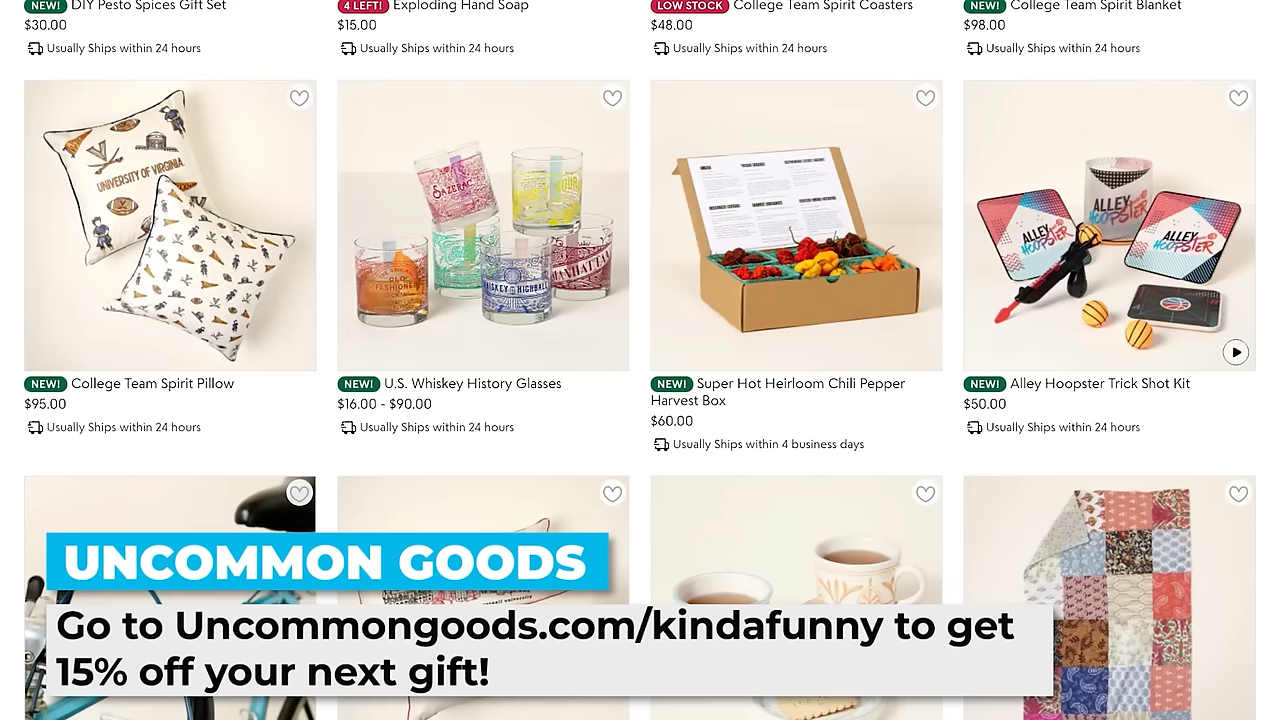 NEW! DIY Pesto Spices Gift Set
$30.00
Usually Ships within 24 hours
4 LEFT! Exploding Hand Soap
$15.00
Usually Ships within 24 hours
LOW STOCK College Team Spirit Coasters
$48.00
Usually Ships within 24 hours
NEW! College Team Spirit Blanket
$98.00
Usually Ships within 24 hours
UNIVERSITY OF VIRGINIA
SAZERAC
OLD
FASHIONED
WHISKEY HIGHBALL
MANHATTAN
ALLEY
HOOPSTER
ALLEY
HOOPSTER
ALLEY
HOOPSTER
NEW! College Team Spirit Pillow
$95.00
Usually Ships within 24 hours
NEW! U.S. Whiskey History Glasses
$16.00 - $90.00
Usually Ships within 24 hours
NEW! Super Hot Heirloom Chili Pepper
Harvest Box
$60.00
Usually Ships within 4 business days
NEW! Alley Hoopster Trick Shot Kit
$50.00
Usually Ships within 24 hours
UNCOMMON GOODS
Go to Uncommongoods.com/kindafunny to get
15% off your next gift!